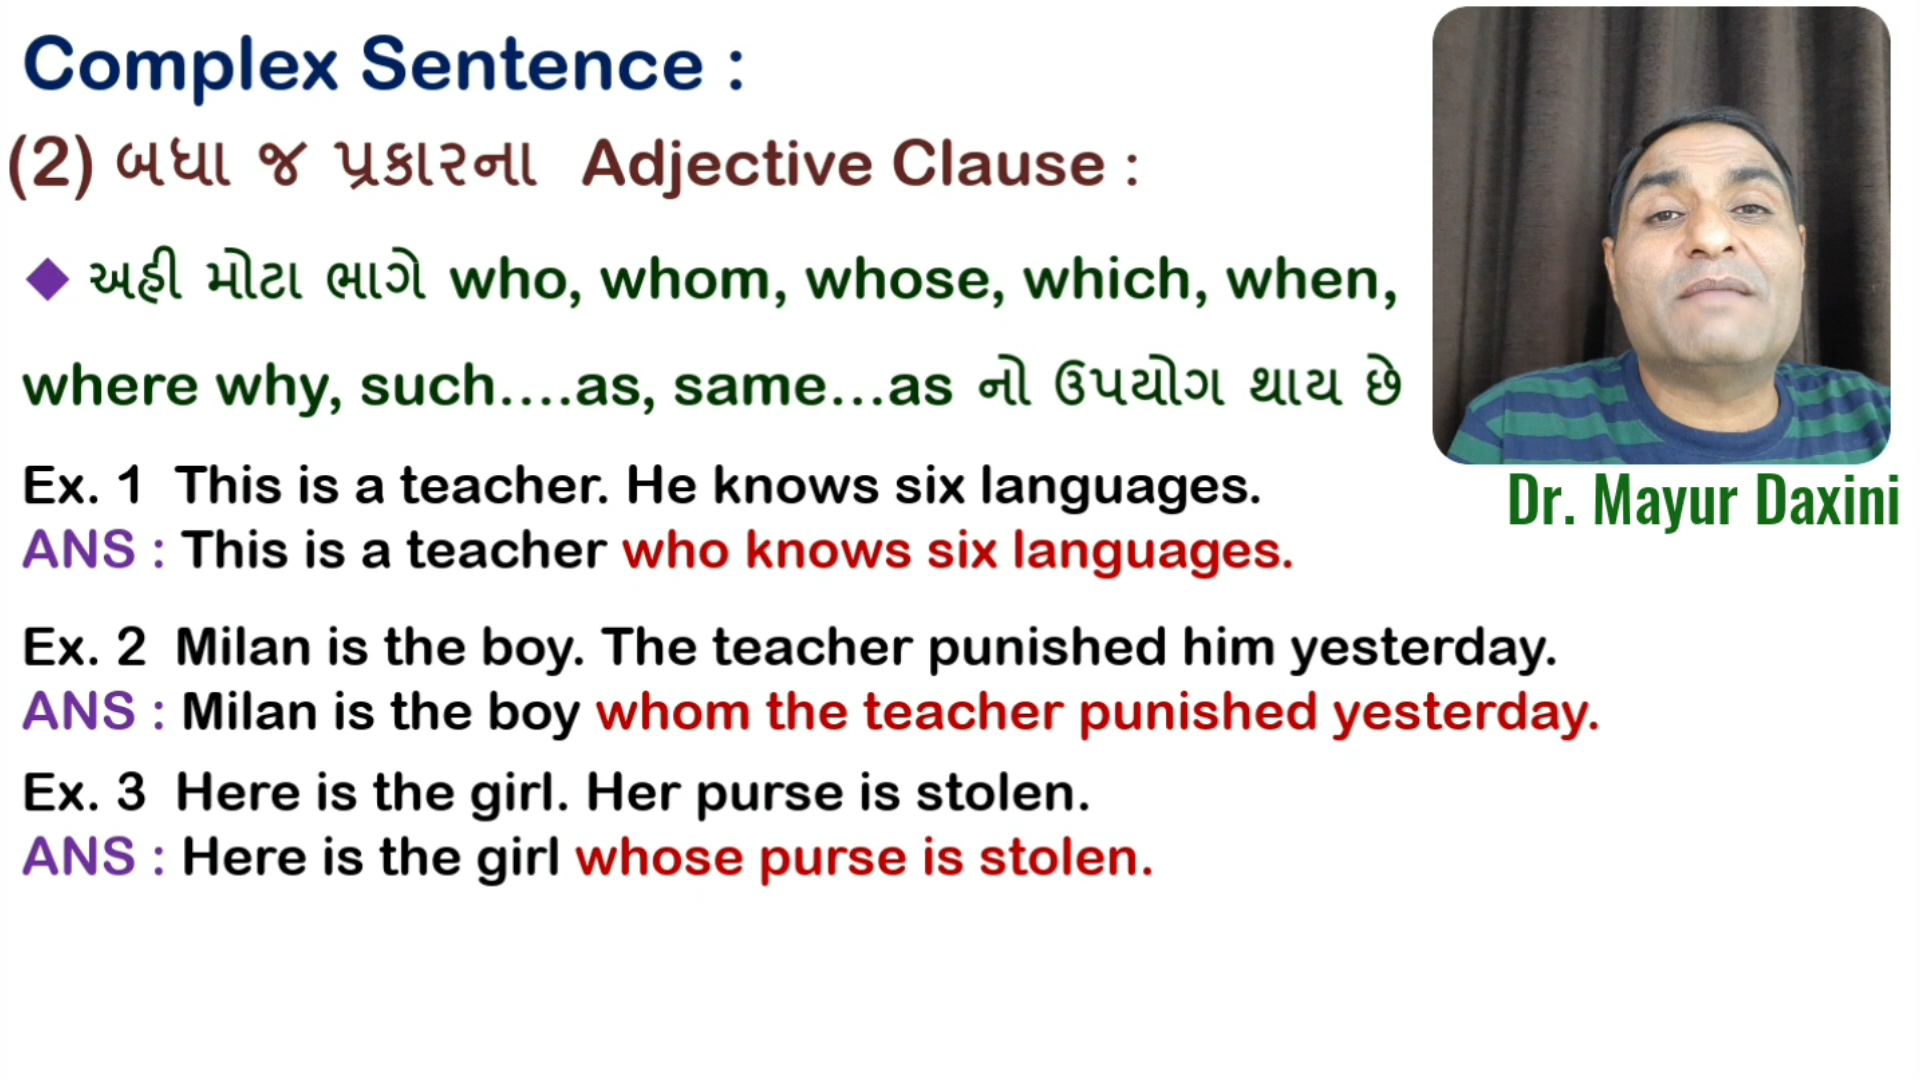 Complex Sentence :
(2) બધા જ પ્રકારના Adjective Clause :
અહી મોટા ભાગે who, whom, whose, which, when,
where why, such....as, same...as નો ઉપયોગ થાય છે
Ex. 1 This is a teacher. He knows six languages.
ANS : This is a teacher who knows six languages.
Ex. 2 Milan is the boy. The teacher punished him yesterday.
ANS : Milan is the boy whom the teacher punished yesterday.
Ex. 3 Here is the girl. Her purse is stolen.
ANS : Here is the girl whose purse is stolen.
Dr. Mayur Daxini